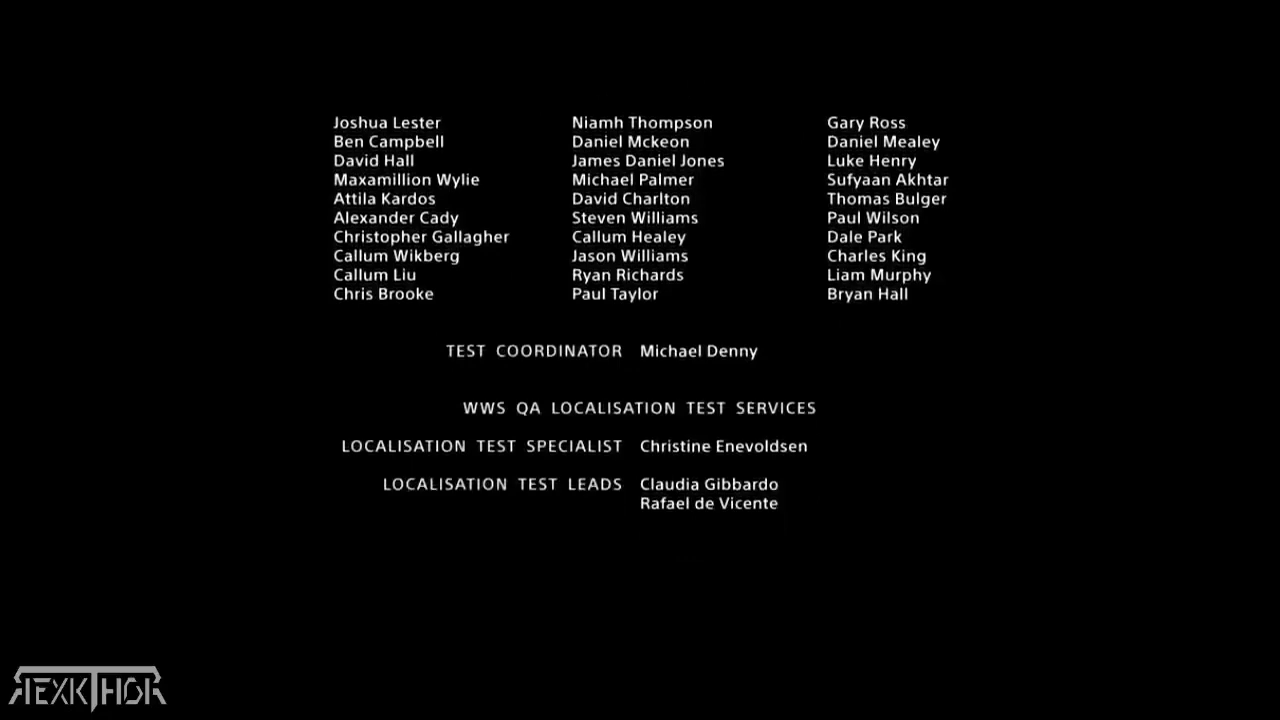 Joshua Lester Niamh Thompson Gary Ross
Ben Campbell Daniel Mckeon Daniel Mealey
David Hall James Daniel Jones Luke Henry
Maxamillion Wylie Michael Palmer Sufyaan Akhtar
Attila Kardos David Charlton Thomas Bulger
Alexander Cady Steven Williams Paul Wilson
Christopher Gallagher Callum Healey Dale Park
Callum Wikberg Jason Williams Charles King
Callum Liu Ryan Richards Liam Murphy
Chris Brooke Paul Taylor Bryan Hall
TEST COORDINATOR Michael Denny
WWS QA LOCALISATION TEST SERVICES
LOCALISATION TEST SPECIALIST Christine Enevoldsen
LOCALISATION TEST LEADS Claudia Gibbardo
Rafael de Vicente